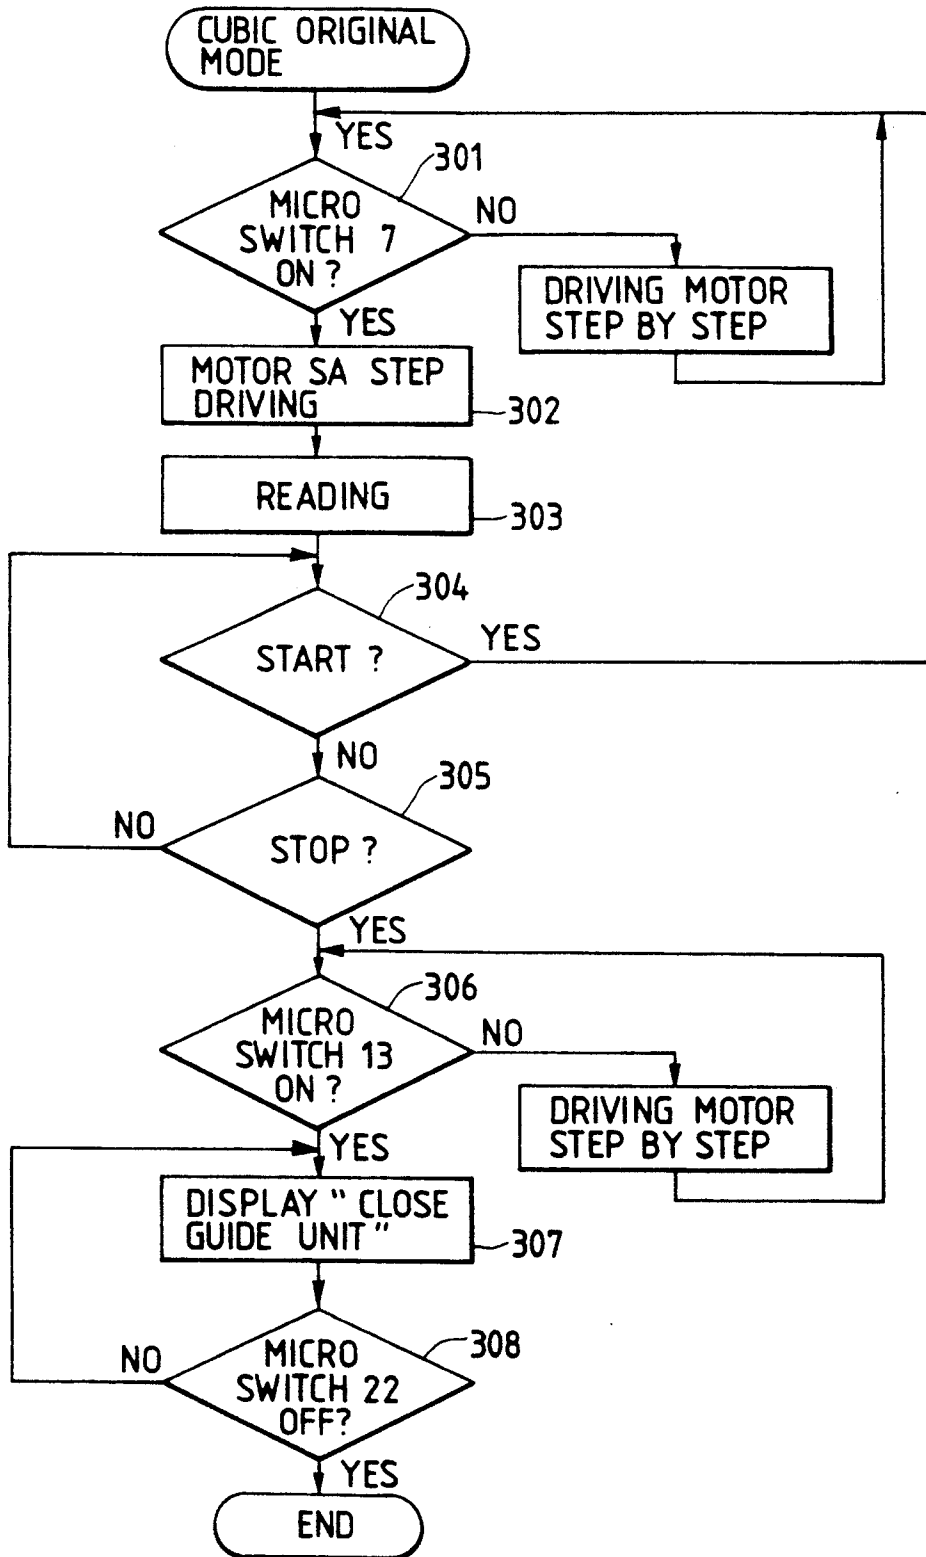 CUBIC ORIGINAL
MODE
YES
301
MICRO
SWITCH 7
ON ?
NO
DRIVING MOTOR
STEP BY STEP
YES
MOTOR SA STEP
DRIVING
302
READING
303
304
START ?
YES
NO
305
STOP ?
NO
YES
306
MICRO
SWITCH 13
ON ?
NO
DRIVING MOTOR
STEP BY STEP
YES
DISPLAY " CLOSE
GUIDE UNIT "
307
308
MICRO
SWITCH 22
OFF?
NO
YES
END